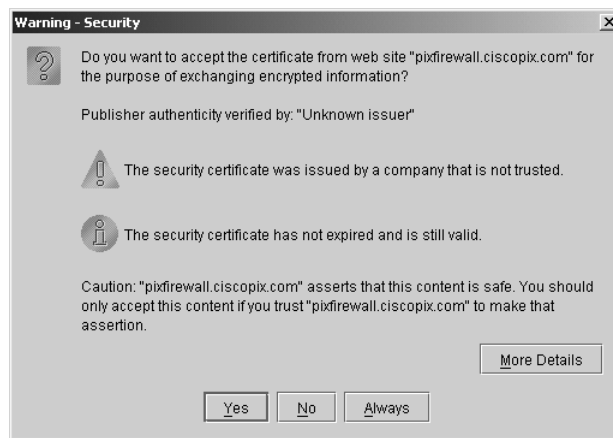 Warning - Security
Do you want to accept the certificate from web site "pixfirewall.ciscopix.com" for
the purpose of exchanging encrypted information?
Publisher authenticity verified by: "Unknown issuer"
The security certificate was issued by a company that is not trusted.
The security certificate has not expired and is still valid.
Caution: "pixfirewall.ciscopix.com" asserts that this content is safe. You should
only accept this content if you trust "pixfirewall.ciscopix.com" to make that
assertion.
More Details
Yes No Always